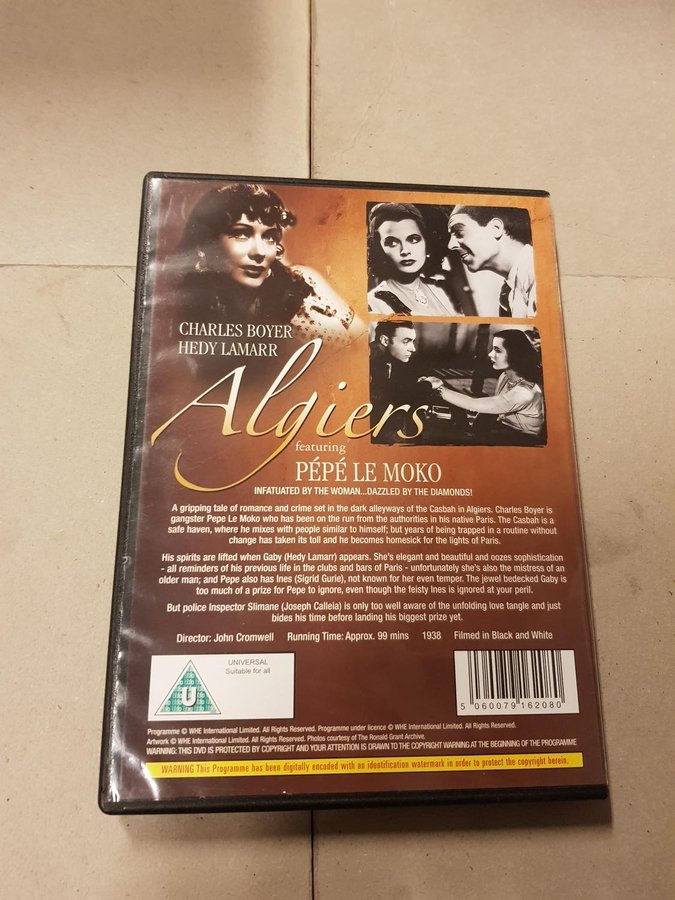 CHARLES BOYER
HEDY LAMARR
Algiers
featuring
PÉPÉ LE MOKO
INFATUATED BY THE WOMAN...DAZZLED BY THE DIAMONDS!
A gripping tale of romance and crime set in the dark alleyways of the Casbah in Algiers. Charles Boyer is
gangster Pepe Le Moko who has been on the run from the authorities in his native Paris. The Casbah is a
safe haven, where he mixes with people similar to himself; but years of being trapped in a routine without
change has taken its toll and he becomes homesick for the lights of Paris.
His spirits are lifted when Gaby (Hedy Lamarr) appears. She's elegant and beautiful and oozes sophistication
- all reminders of his previous life in the clubs and bars of Paris - unfortunately she's also the mistress of an
older man; and Pepe also has Ines (Sigrid Gurie), not known for her even temper. The jewel bedecked Gaby is
too much of a prize for Pepe to ignore, even though the feisty Ines is ignored at your peril.
But police Inspector Slimane (Joseph Calleia) is only too well aware of the unfolding love tangle and just
bides his time before landing his biggest prize yet.
Director: John Cromwell Running Time: Approx. 99 mins 1938 Filmed in Black and White
UNIVERSAL
Suitable for all
U
5 060079 162080
Programme © WHE International Limited. All Rights Reserved. Programme under licence © WHE International Limited. All Rights Reserved.
Artwork © WHE International Limited. All Rights Reserved. Photos courtesy of The Ronald Grant Archive.
WARNING: THIS DVD IS PROTECTED BY COPYRIGHT AND YOUR ATTENTION IS DRAWN TO THE COPYRIGHT WARNING AT THE BEGINNING OF THE PROGRAMME
WARNING This Programme has been digitally encoded with an identification watermark in order to protect the copyright herein.